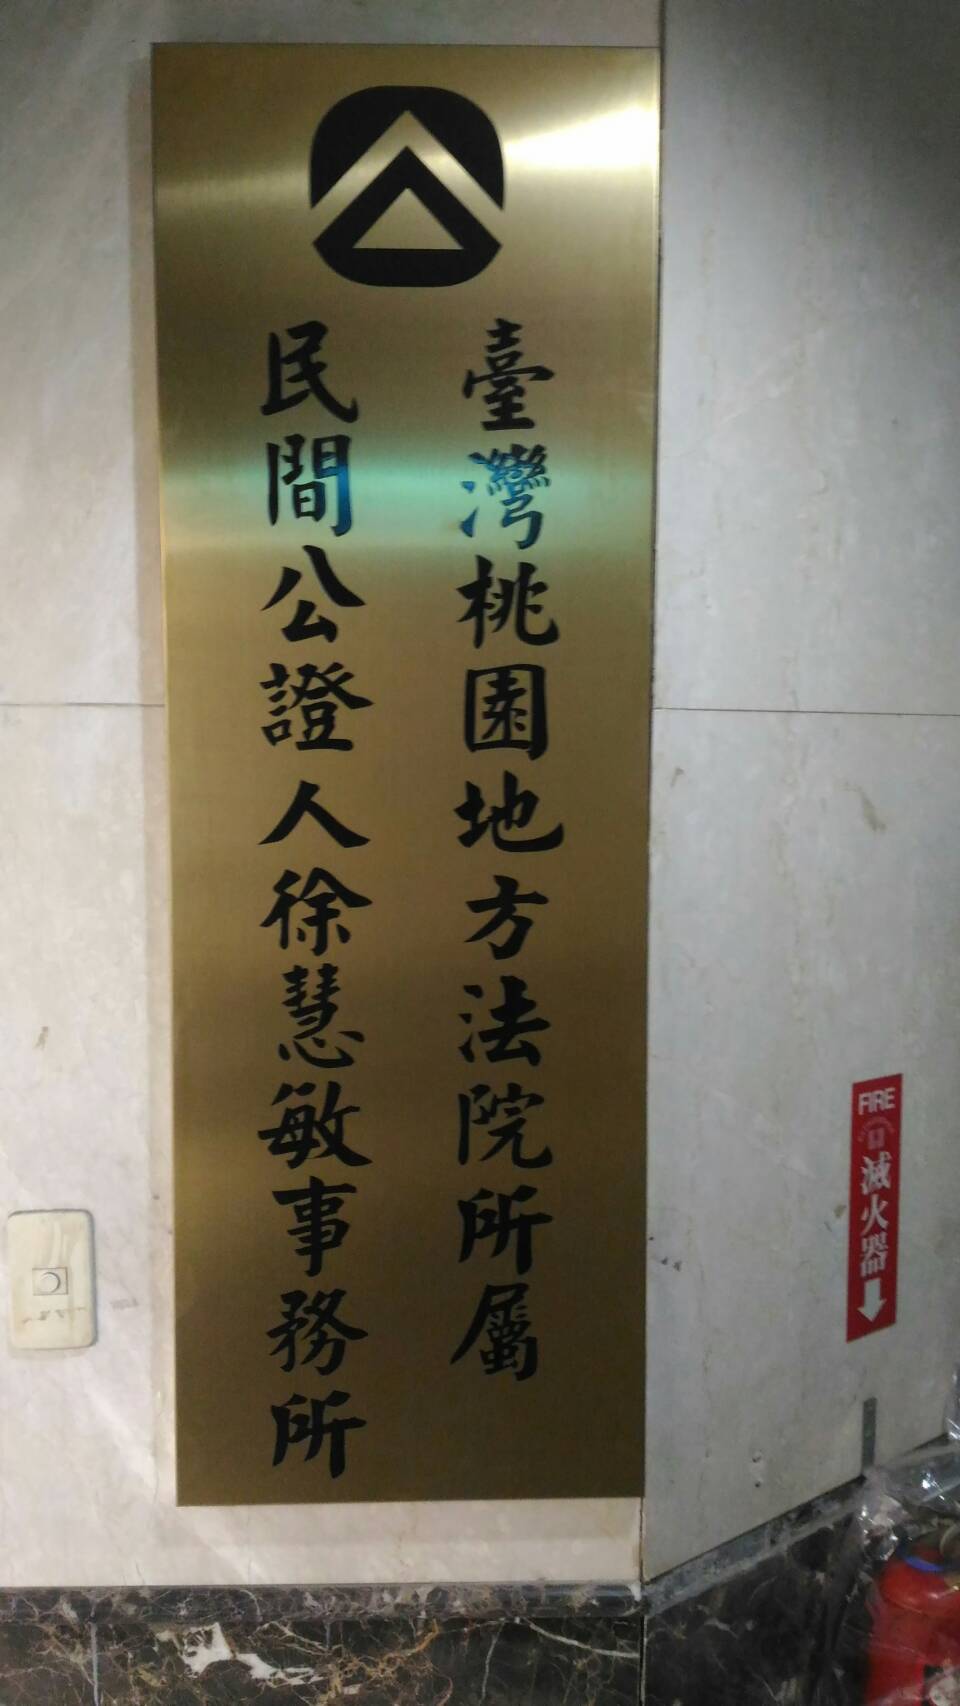 臺灣桃園地方法院所屬
民間公證人徐慧敏事務所
FIRE
滅火器